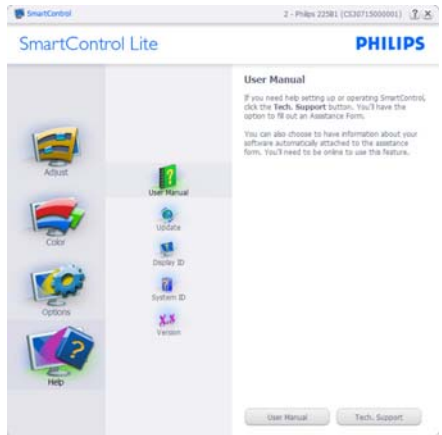 SmartControl
2 - Philips 225B1 (CS30715000001)
SmartControl Lite
PHILIPS
Adjust
Color
Options
Help
User Manual
Update
Display ID
System ID
Version
User Manual
If you need help setting up or operating SmartControl,
click the Tech. Support button. You'll have the
option to fill out an Assistance Form.
You can also choose to have information about your
software automatically attached to the assistance
form. You'll need to be online to use this feature.
User Manual
Tech. Support